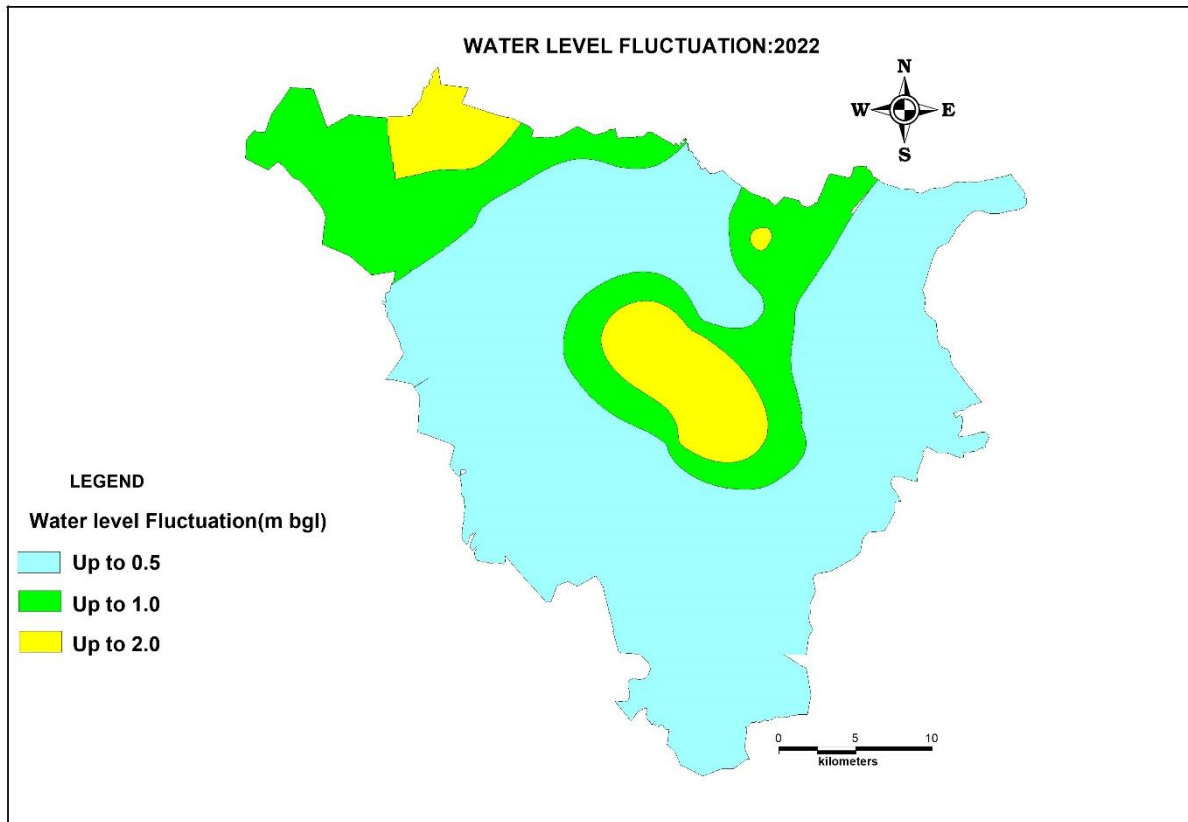 WATER LEVEL FLUCTUATION:2022
N
W E
S
LEGEND
Water level Fluctuation(m bgl)
Up to 0.5
Up to 1.0
Up to 2.0
0 5 10
kilometers